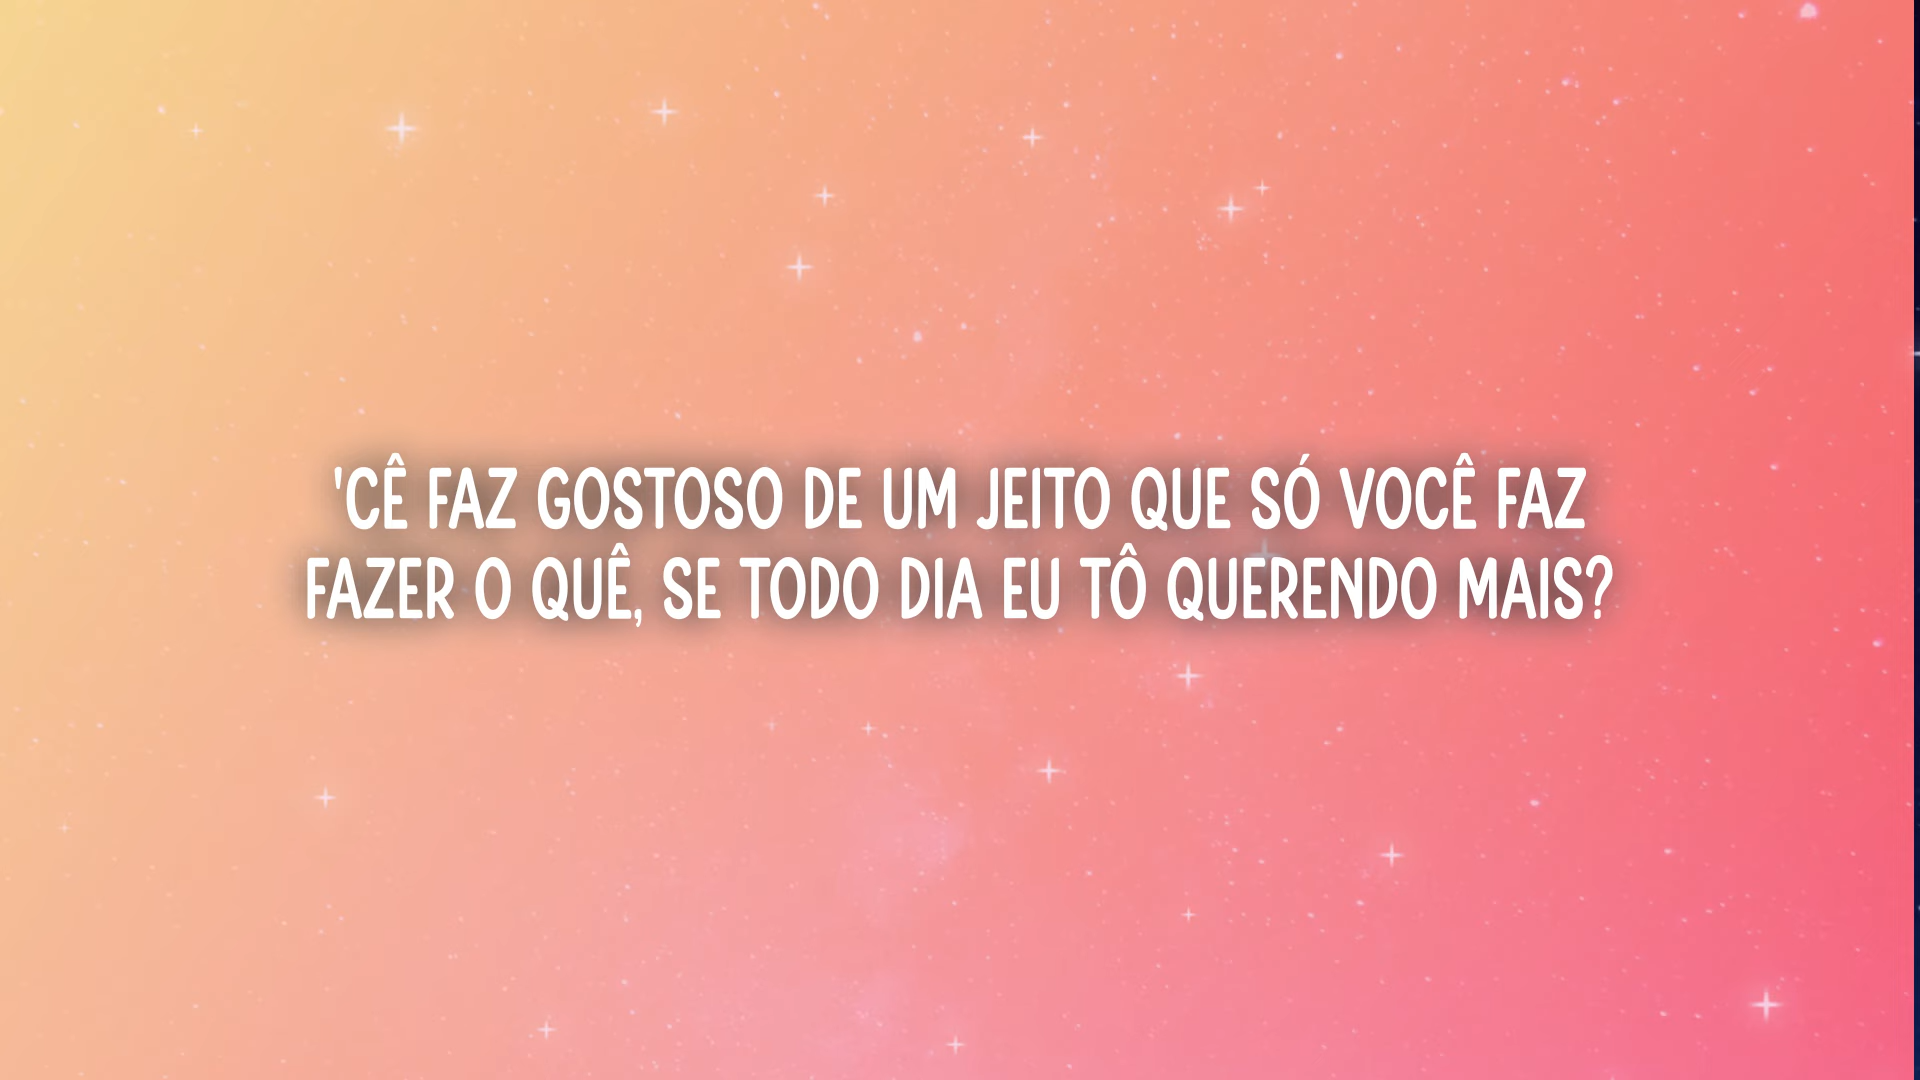 'CÊ FAZ GOSTOSO DE UM JEITO QUE SÓ VOCÊ FAZ
FAZER O QUÊ, SE TODO DIA EU TÔ QUERENDO MAIS?